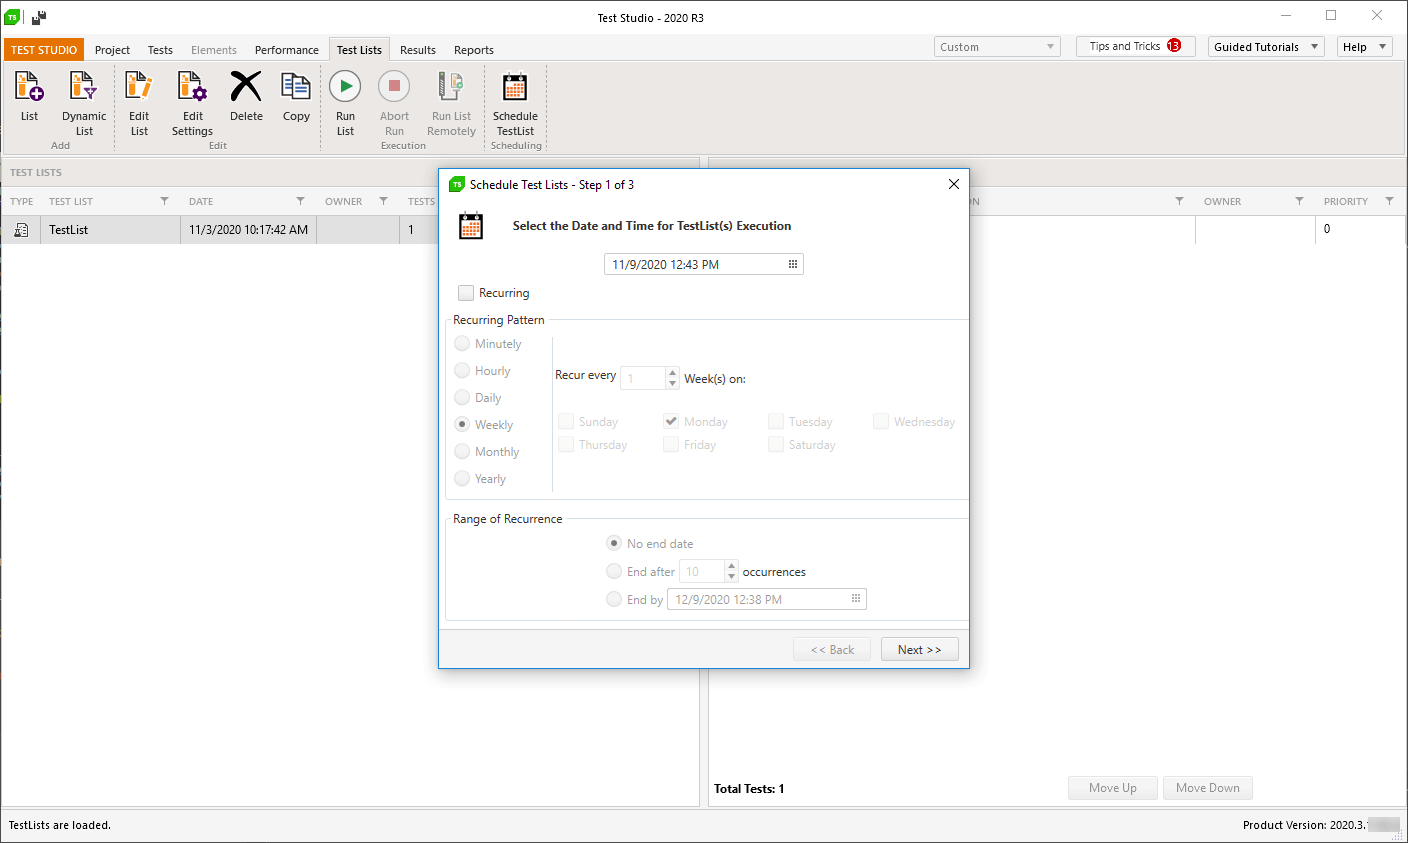 TS
Test Studio - 2020 R3
TEST STUDIO Project Tests Elements Performance Test Lists Results Reports Custom Tips and Tricks 13 Guided Tutorials Help
List
Dynamic List
Edit List
Edit Settings
Delete
Copy
Run List
Abort Run
Run List Remotely
Schedule TestList
Add Edit Execution Scheduling
TEST LISTS
TYPE TEST LIST DATE OWNER TESTS OWNER PRIORITY
TestList 11/3/2020 10:17:42 AM 1 0
TS Schedule Test Lists - Step 1 of 3
Select the Date and Time for TestList(s) Execution
11/9/2020 12:43 PM
Recurring
Recurring Pattern
Minutely
Hourly
Daily
Weekly
Monthly
Yearly
Recur every 1 Week(s) on:
Sunday Monday Tuesday Wednesday
Thursday Friday Saturday
Range of Recurrence
No end date
End after 10 occurrences
End by 12/9/2020 12:38 PM
<< Back Next >>
Total Tests: 1 Move Up Move Down
TestLists are loaded. Product Version: 2020.3.